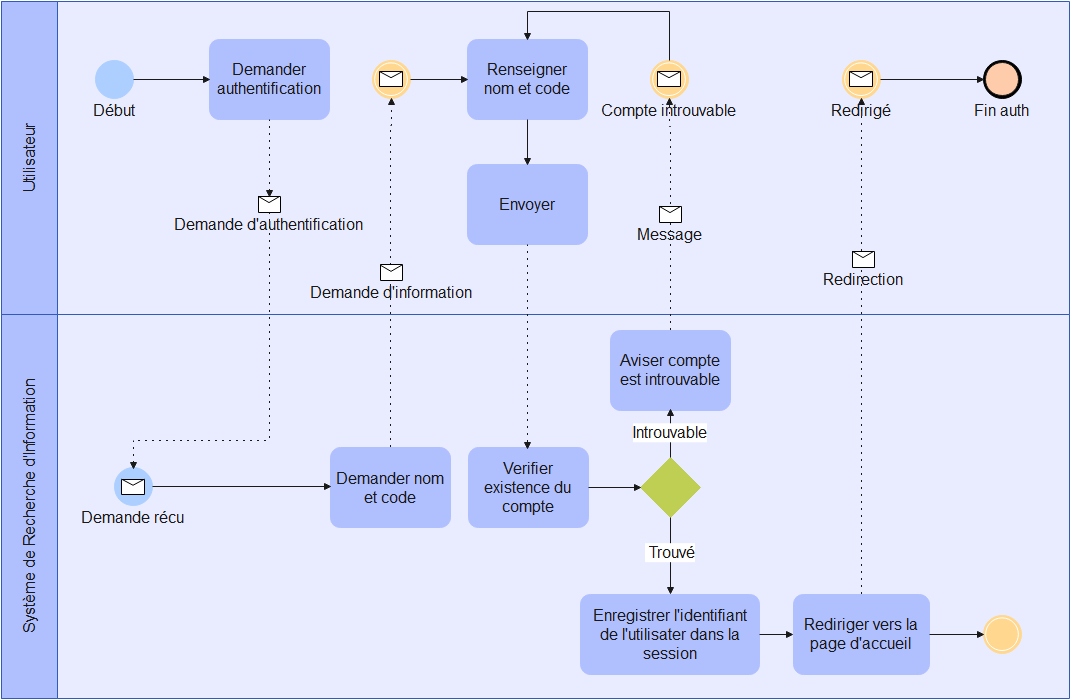 Utilisateur
Début
Demander
authentification
Demande d'authentification
Demande d'information
Renseigner
nom et code
Envoyer
Compte introuvable
Message
Redirigé
Redirection
Fin auth
Système de Recherche d'Information
Demande récu
Demander nom
et code
Verifier
existence du
compte
Aviser compte
est introuvable
Introuvable
Trouvé
Enregistrer l'identifiant
de l'utilisater dans la
session
Rediriger vers la
page d'accueil